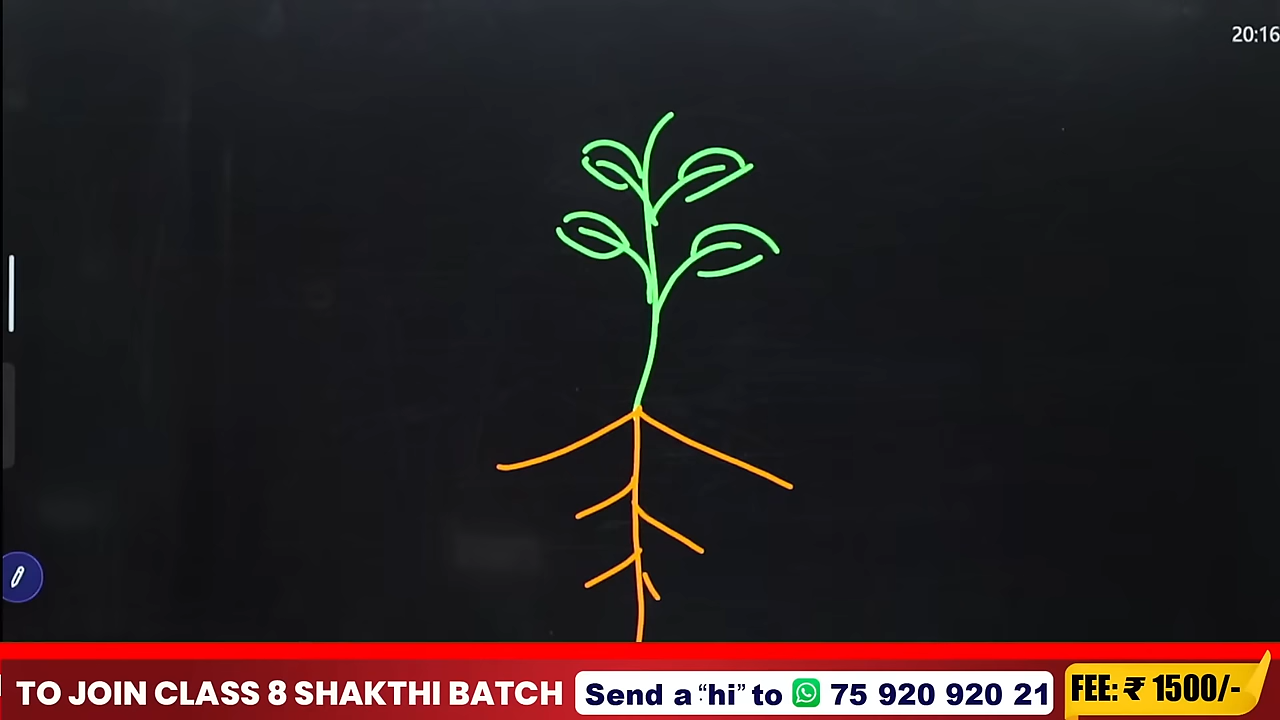 20:16
TO JOIN CLASS 8 SHAKTHI BATCH
Send a “hi” to 75 920 920 21
FEE: ₹ 1500/-